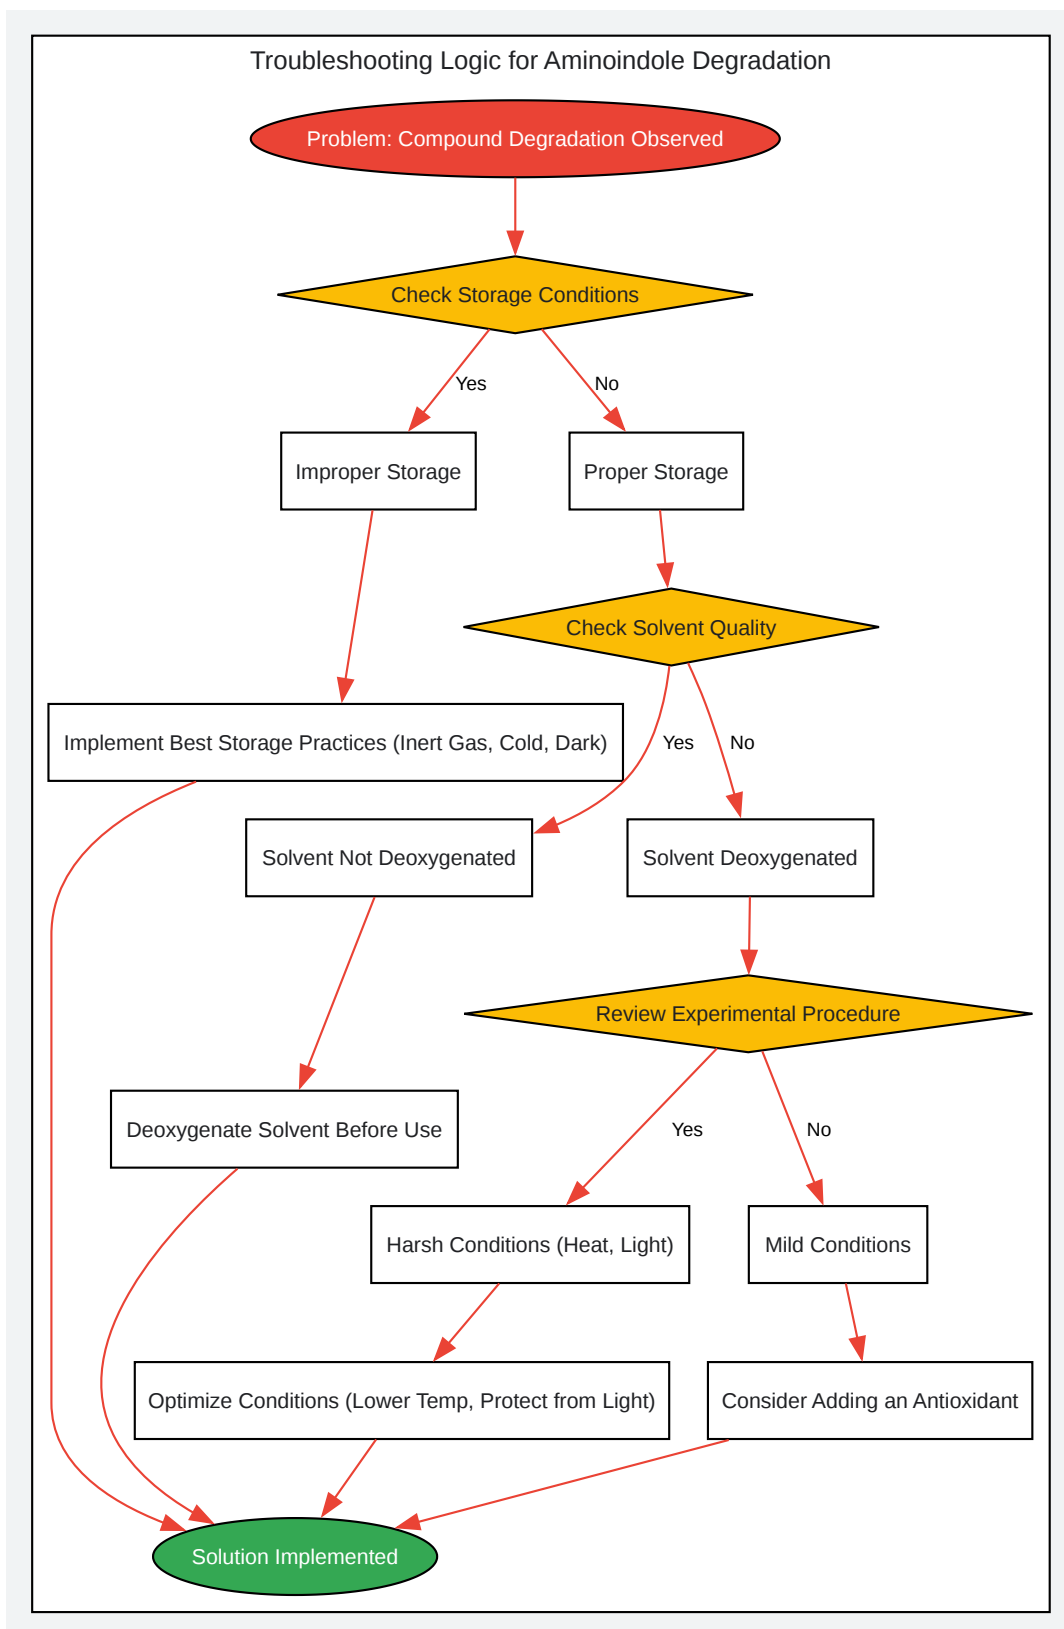 Troubleshooting Logic for Aminoindole Degradation
Problem: Compound Degradation Observed
Check Storage Conditions
Yes
No
Improper Storage
Proper Storage
Check Solvent Quality
Implement Best Storage Practices (Inert Gas, Cold, Dark)
Yes
No
Solvent Not Deoxygenated
Solvent Deoxygenated
Review Experimental Procedure
Deoxygenate Solvent Before Use
Yes
No
Harsh Conditions (Heat, Light)
Mild Conditions
Optimize Conditions (Lower Temp, Protect from Light)
Consider Adding an Antioxidant
Solution Implemented